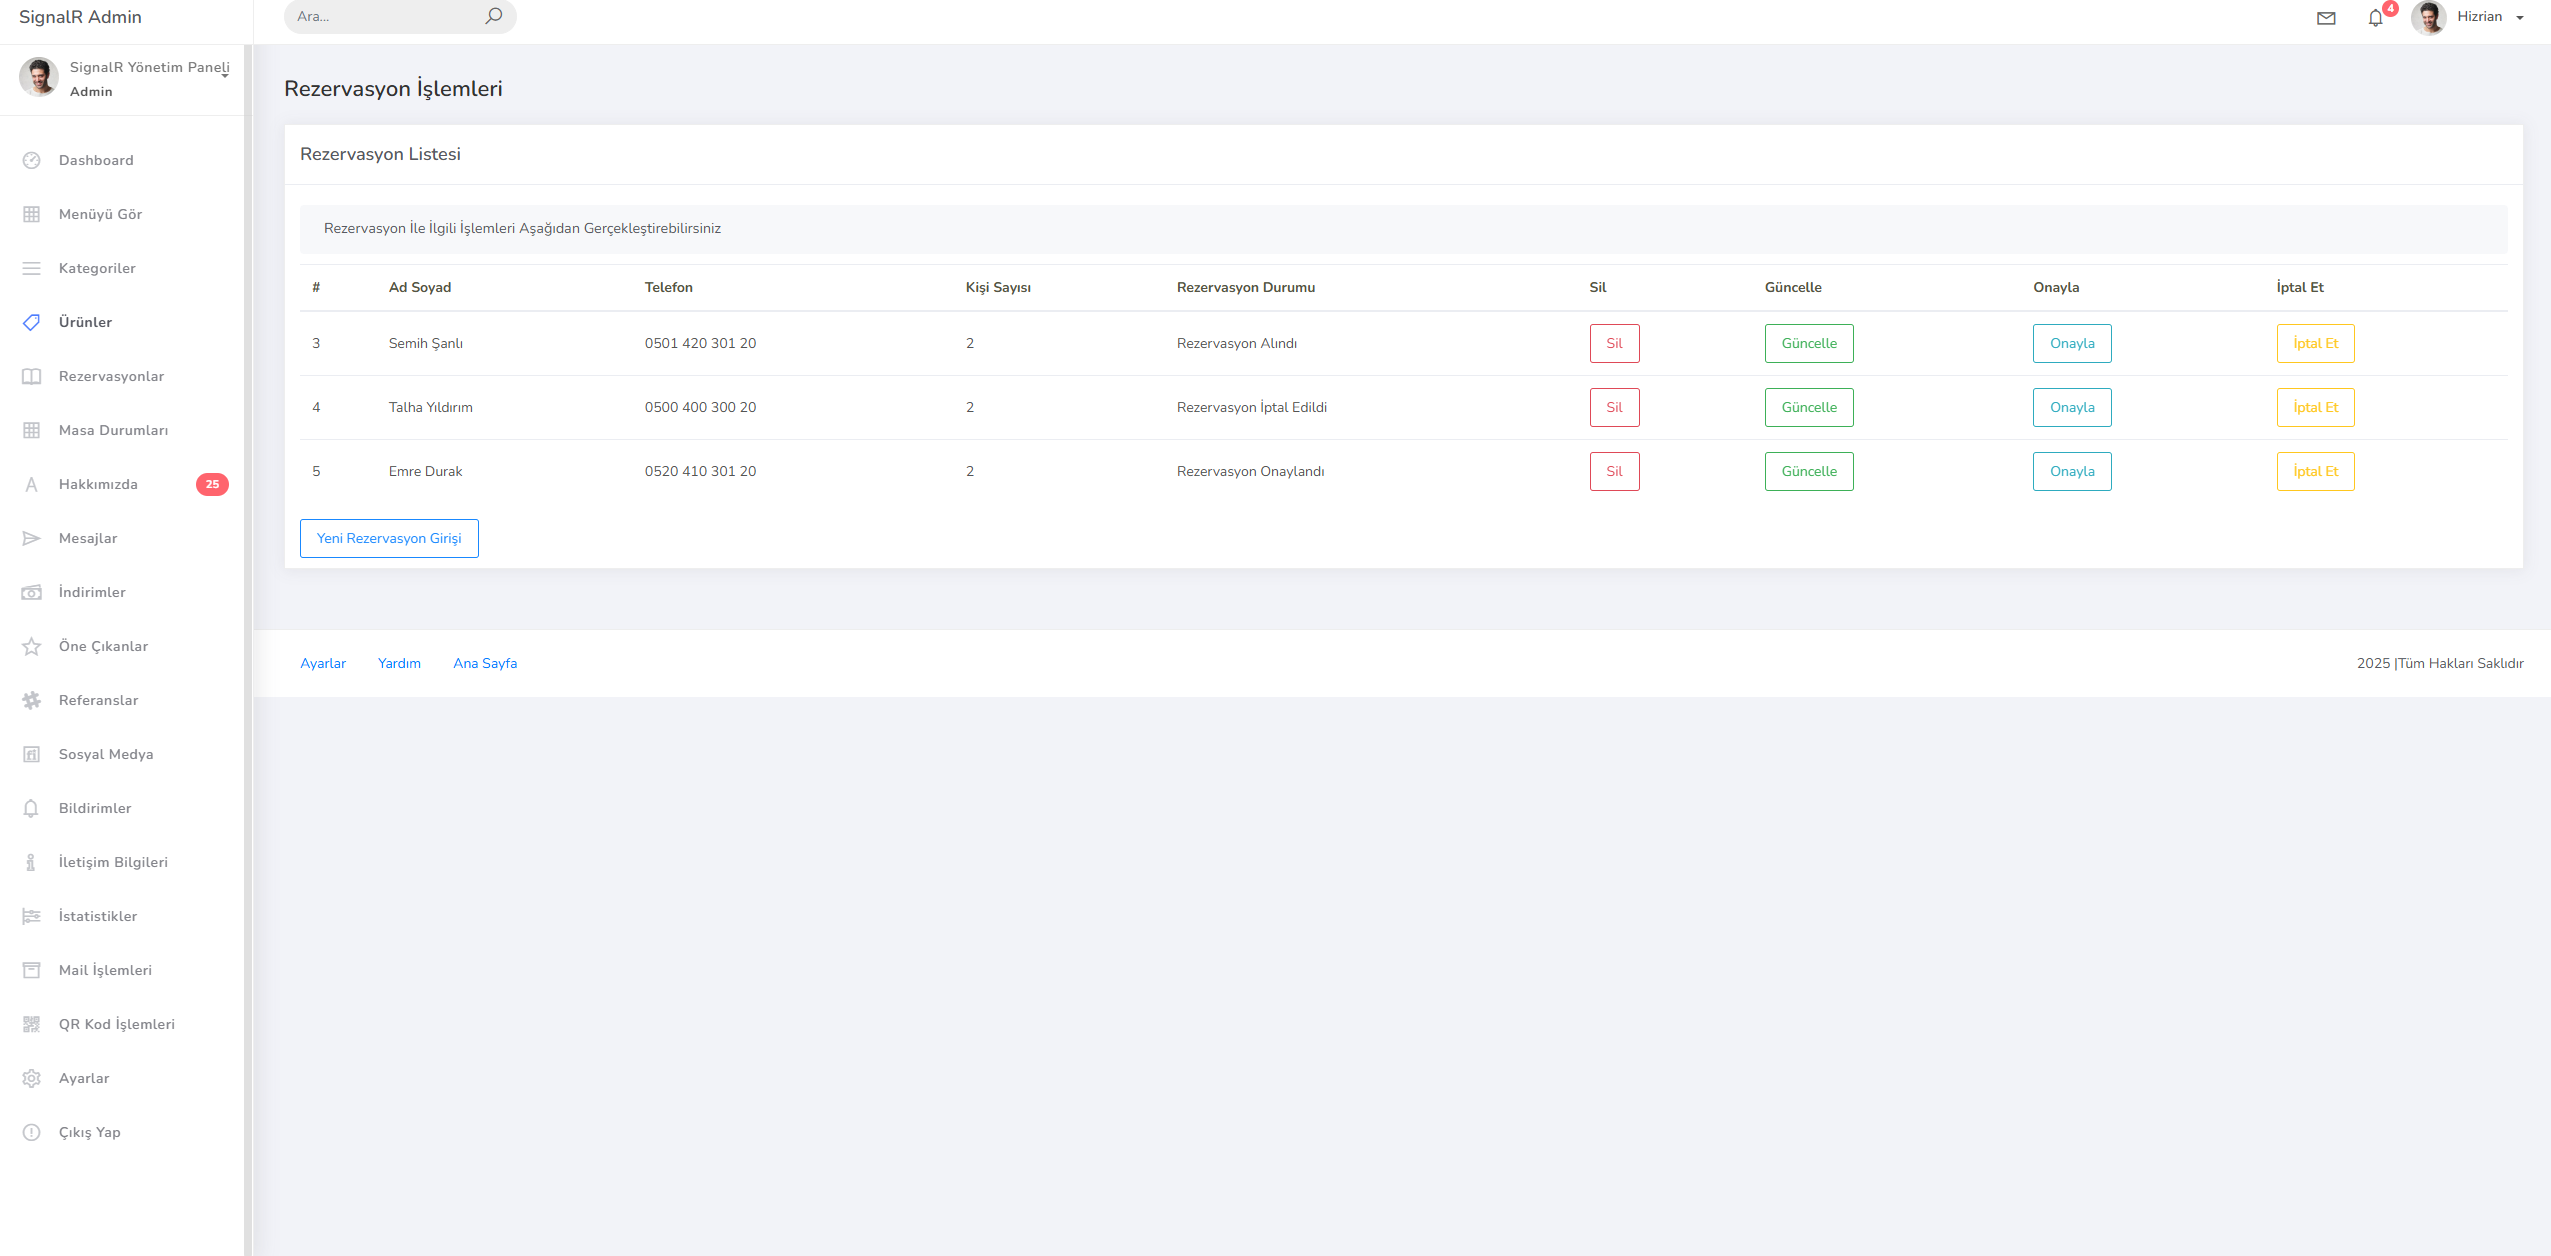 SignalR Admin
Ara...
4
Hizrian
SignalR Yönetim Paneli
Admin
Dashboard
Menüyü Gör
Kategoriler
Ürünler
Rezervasyonlar
Masa Durumları
Hakkımızda 25
Mesajlar
İndirimler
Öne Çıkanlar
Referanslar
Sosyal Medya
Bildirimler
İletişim Bilgileri
İstatistikler
Mail İşlemleri
QR Kod İşlemleri
Ayarlar
Çıkış Yap
Rezervasyon İşlemleri
Rezervasyon Listesi
Rezervasyon İle İlgili İşlemleri Aşağıdan Gerçekleştirebilirsiniz
# Ad Soyad Telefon Kişi Sayısı Rezervasyon Durumu Sil Güncelle Onayla İptal Et
3 Semih Şanlı 0501 420 301 20 2 Rezervasyon Alındı Sil Güncelle Onayla İptal Et
4 Talha Yıldırım 0500 400 300 20 2 Rezervasyon İptal Edildi Sil Güncelle Onayla İptal Et
5 Emre Durak 0520 410 301 20 2 Rezervasyon Onaylandı Sil Güncelle Onayla İptal Et
Yeni Rezervasyon Girişi
Ayarlar Yardım Ana Sayfa 2025 |Tüm Hakları Saklıdır